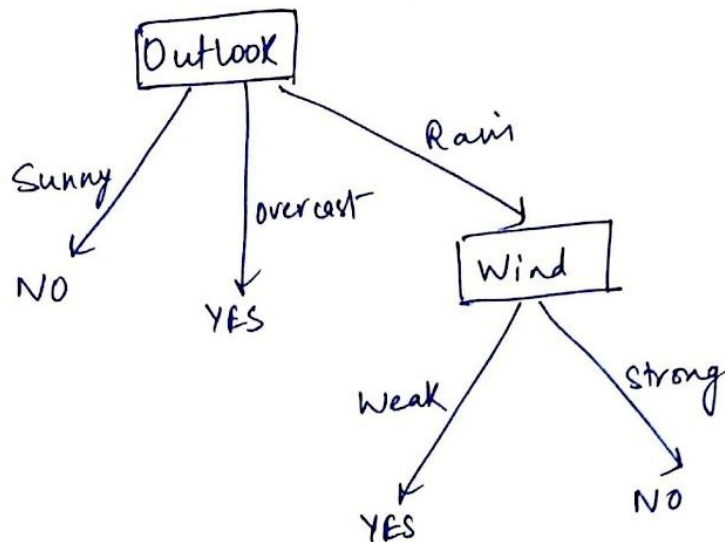 Outlook
Sunny
overcast
Rain
NO
YES
Wind
Weak
Strong
YES
NO